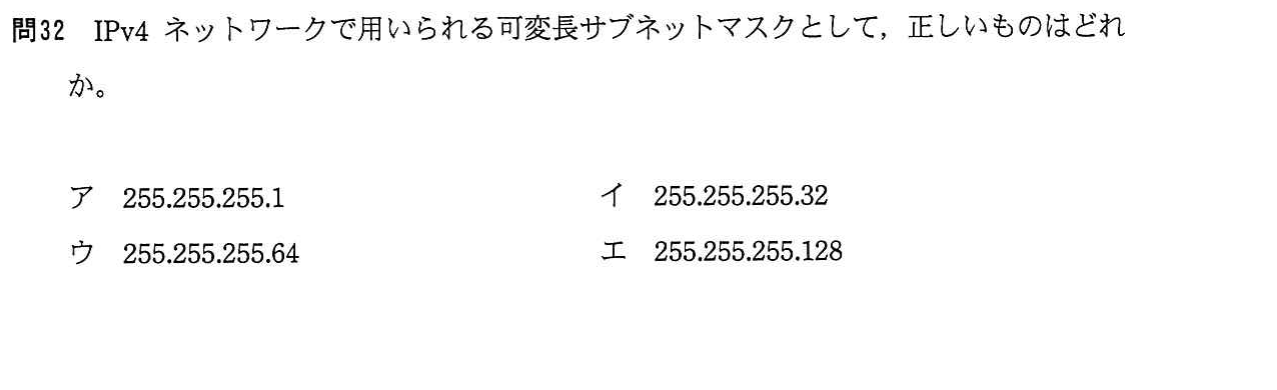 問32 IPv4 ネットワークで用いられる可変長サブネットマスクとして，正しいものはどれ
か。
ア 255.255.255.1 イ 255.255.255.32
ウ 255.255.255.64 エ 255.255.255.128